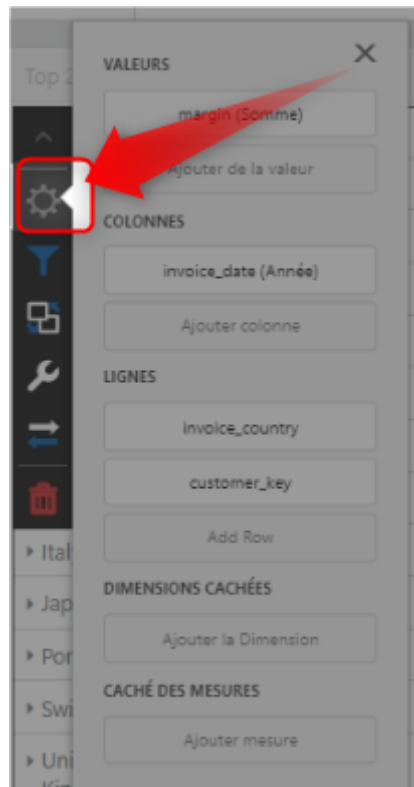 Top 2
VALEURS
margin (Somme)
Ajouter de la valeur
COLONNES
invoice_date (Année)
Ajouter colonne
LIGNES
invoice_country
customer_key
Add Row
DIMENSIONS CACHÉES
Ajouter la Dimension
CACHÉ DES MESURES
Ajouter mesure
Ital
Jap
Por
Swi
Uni